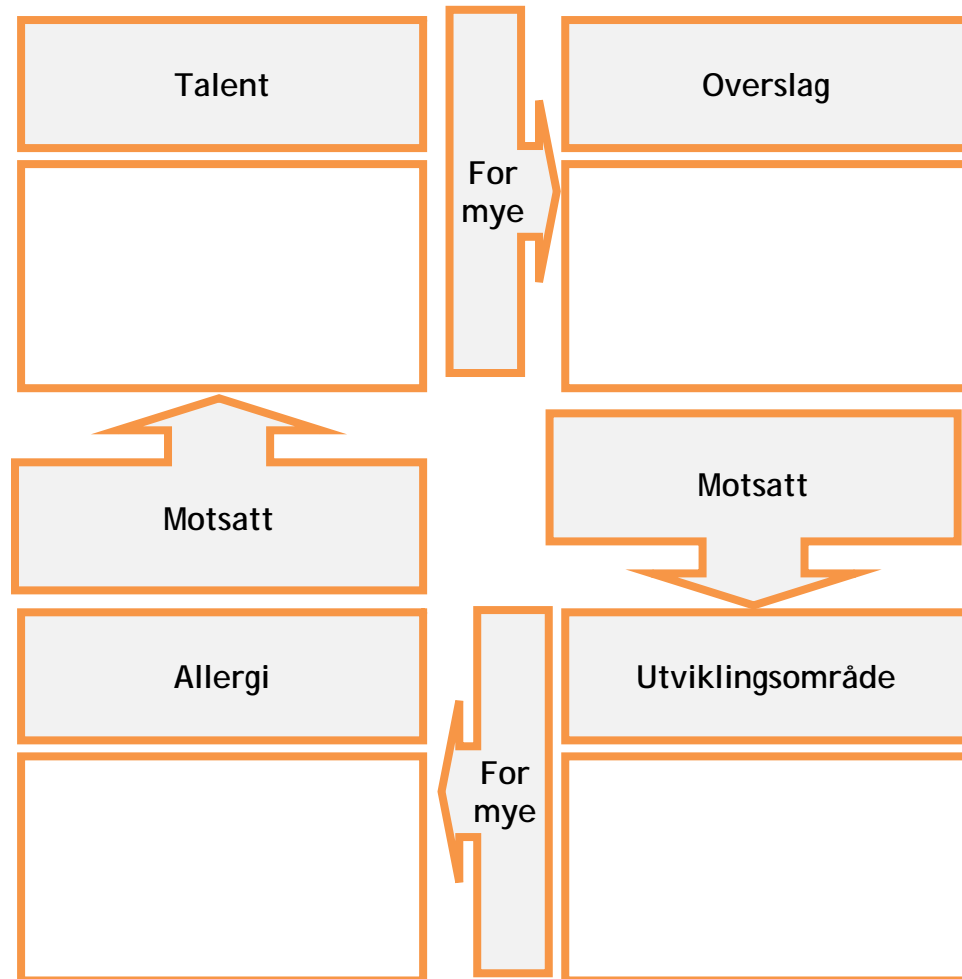 Talent
Overslag
For
mye
Motsatt
Motsatt
Allergi
Utviklingsområde
For
mye